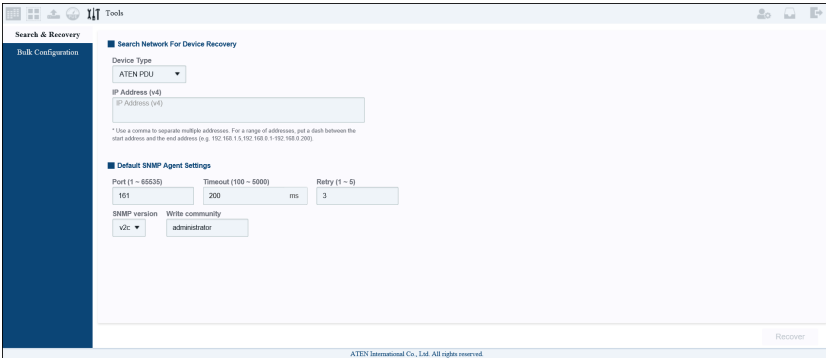 Tools
Search & Recovery
Bulk Configuration
Search Network For Device Recovery
Device Type
ATEN PDU
IP Address (v4)
IP Address (v4)
* Use a comma to separate multiple addresses. For a range of addresses, put a dash between the
start address and the end address (e.g. 192.168.1.5,192.168.0.1-192.168.0.200).
Default SNMP Agent Settings
Port (1 ~ 65535) Timeout (100 ~ 5000) Retry (1 ~ 5)
161 200 ms 3
SNMP version Write community
v2c administrator
Recover
ATEN International Co., Ltd. All rights reserved.